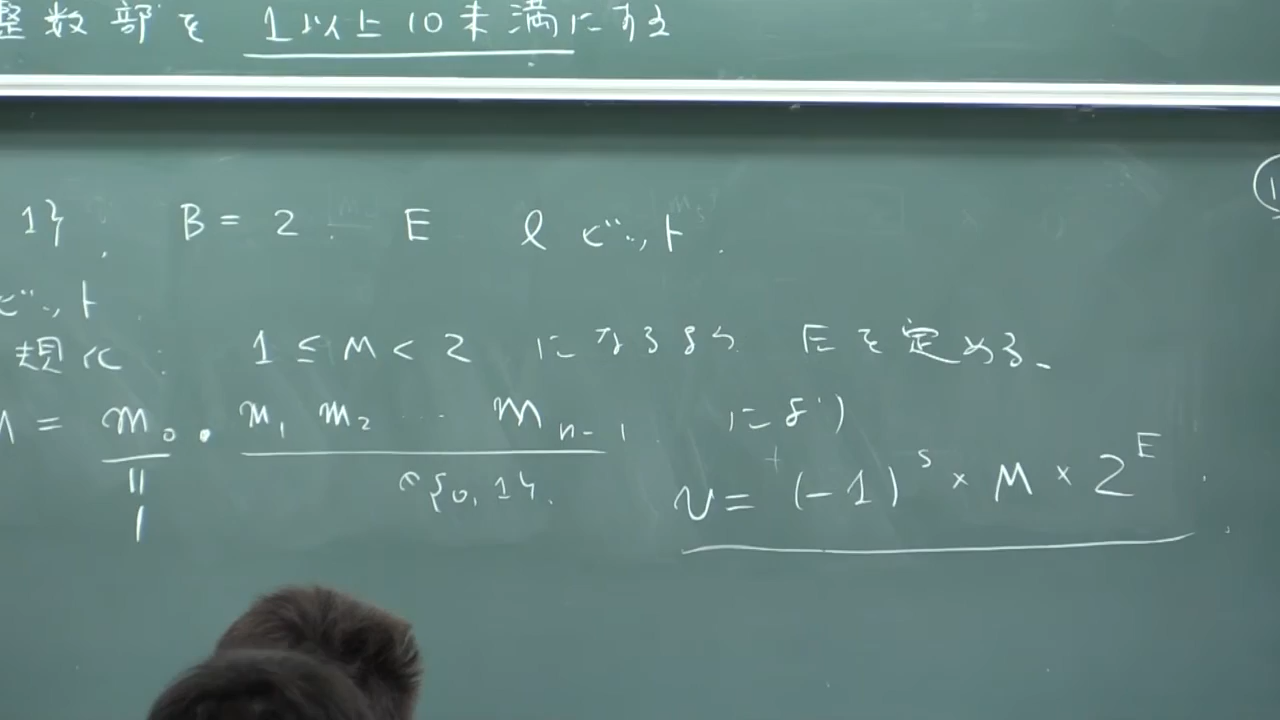 整数部を 1以上10未満にする
1}. B = 2. E lビット.
ビット
規化: 1 ≤ M < 2 になるよう Eを定める.
M = m₀. m₁ m₂ … mₙ₋₁ により
|| ∈{0,1}.
1 v = (-1)ˢ × M × 2ᴱ.